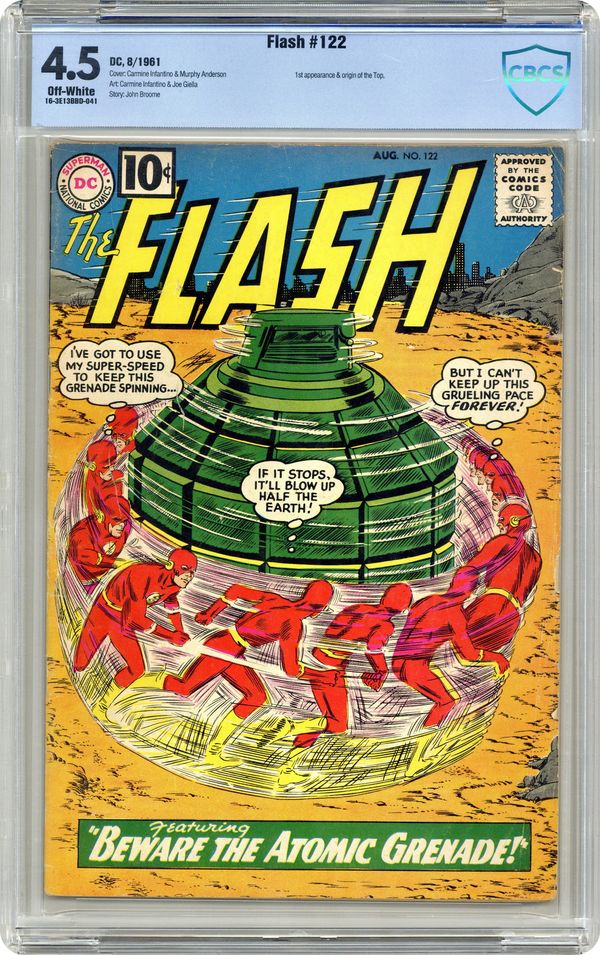 Flash #122
4.5
Off-White
16-3E13BBD-041
DC, 8/1961
Cover: Carmine Infantino & Murphy Anderson
Art: Carmine Infantino & Joe Giella
Story: John Broome
1st appearance & origin of the Top.
CBCS
SUPERMAN
DC
NATIONAL COMICS
10¢
AUG. NO. 122
APPROVED
BY THE
COMICS
CODE
CA
AUTHORITY
The
FLASH
I'VE GOT TO USE
MY SUPER-SPEED
TO KEEP THIS
GRENADE SPINNING...
BUT I CAN'T
KEEP UP THIS
GRUELING PACE
FOREVER!
IF IT STOPS,
IT'LL BLOW UP
HALF THE
EARTH!
Featuring
"BEWARE THE ATOMIC GRENADE!"